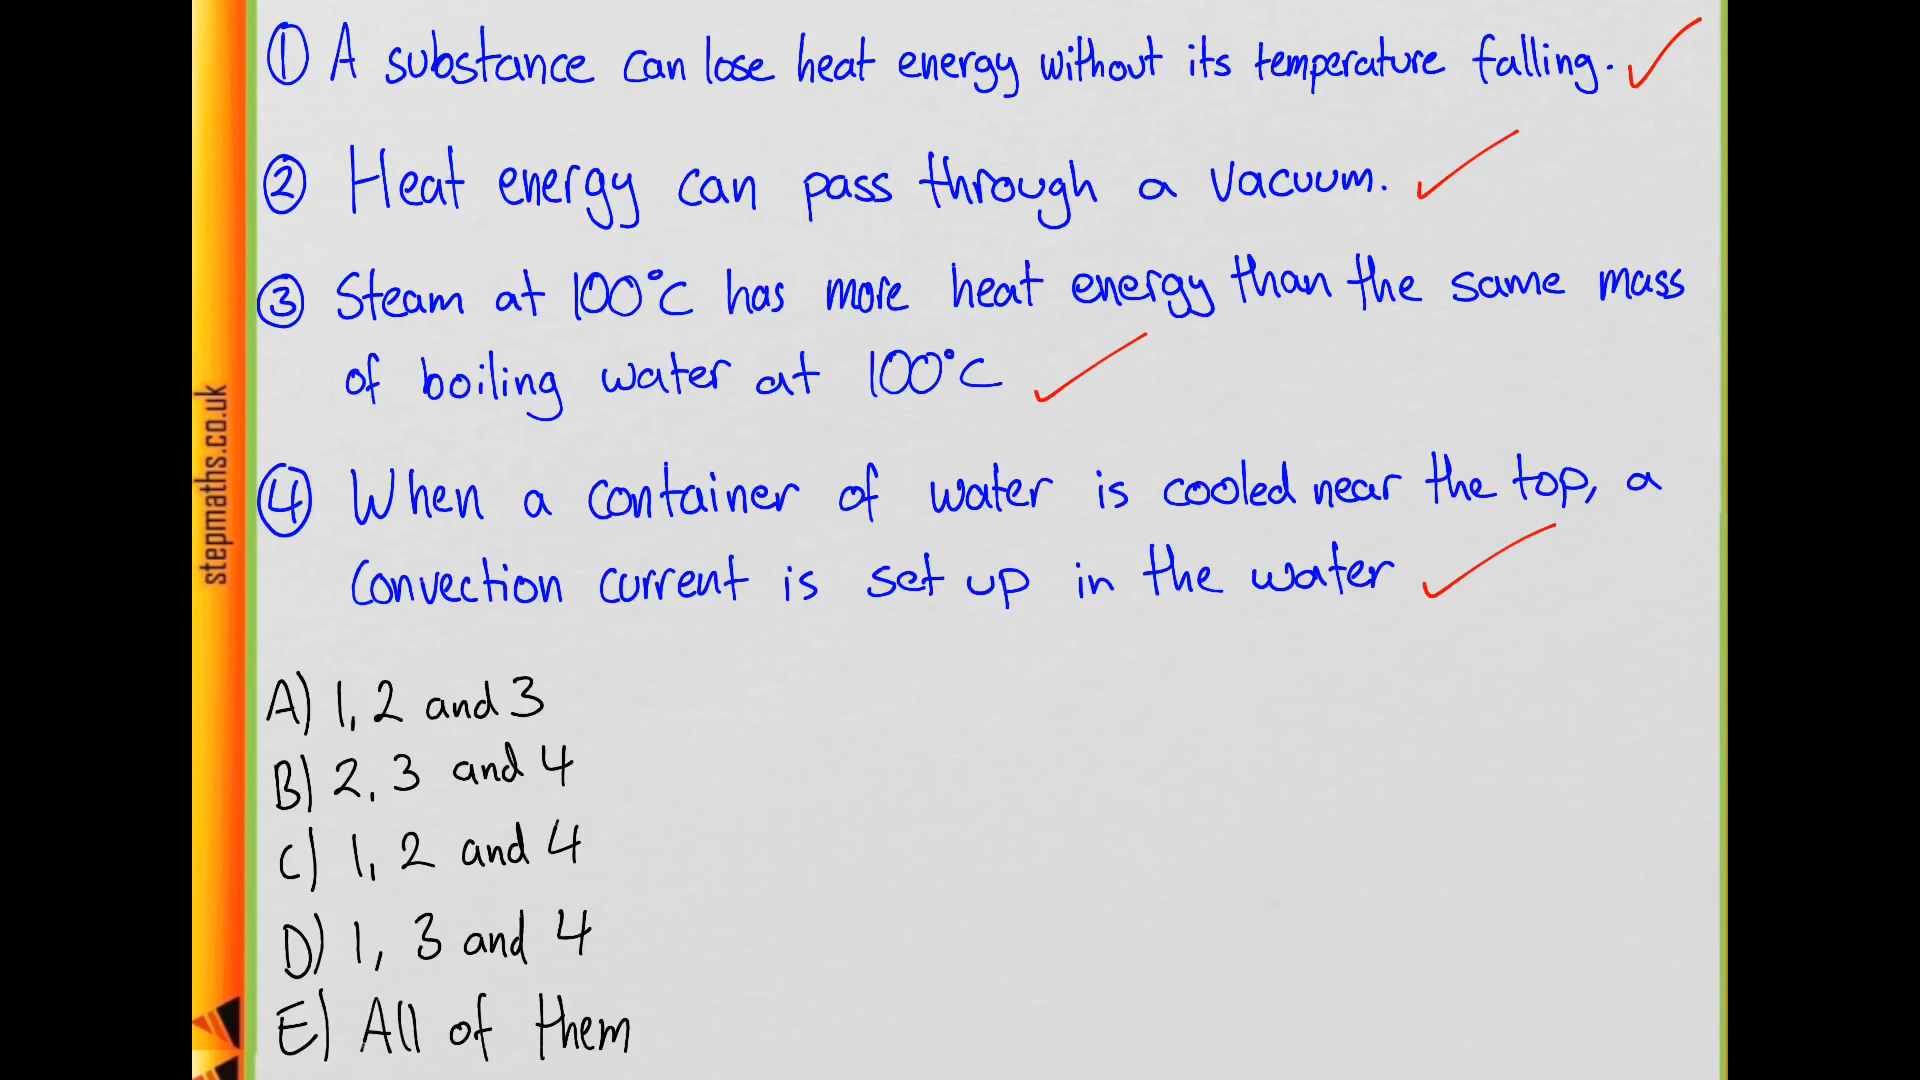 ① A substance can lose heat energy without its temperature falling.
② Heat energy can pass through a vacuum.
③ Steam at 100°C has more heat energy than the same mass
of boiling water at 100°C
④ When a container of water is cooled near the top, a
convection current is set up in the water
A) 1, 2 and 3
B) 2, 3 and 4
C) 1, 2 and 4
D) 1, 3 and 4
E) All of them
stepmaths.co.uk